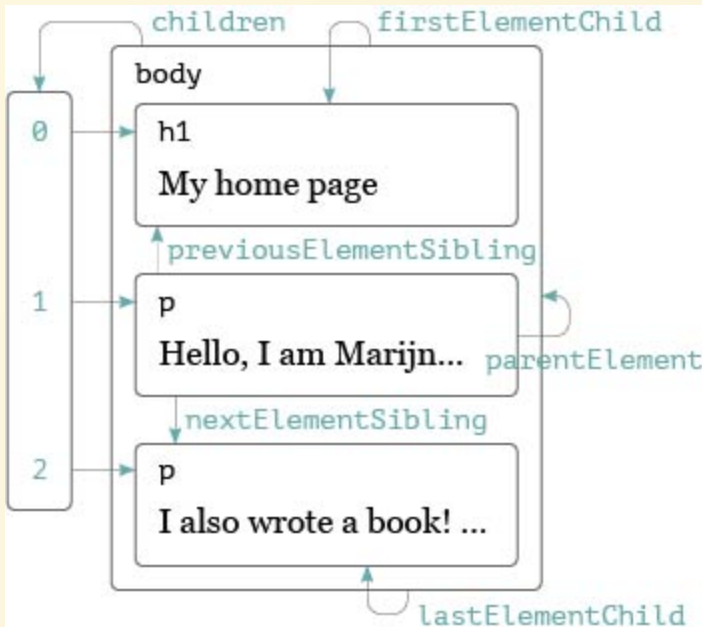 children
firstElementChild
body
0
h1
My home page
previousElementSibling
1
p
Hello, I am Marijn...
parentElement
nextElementSibling
2
p
I also wrote a book! ...
lastElementChild